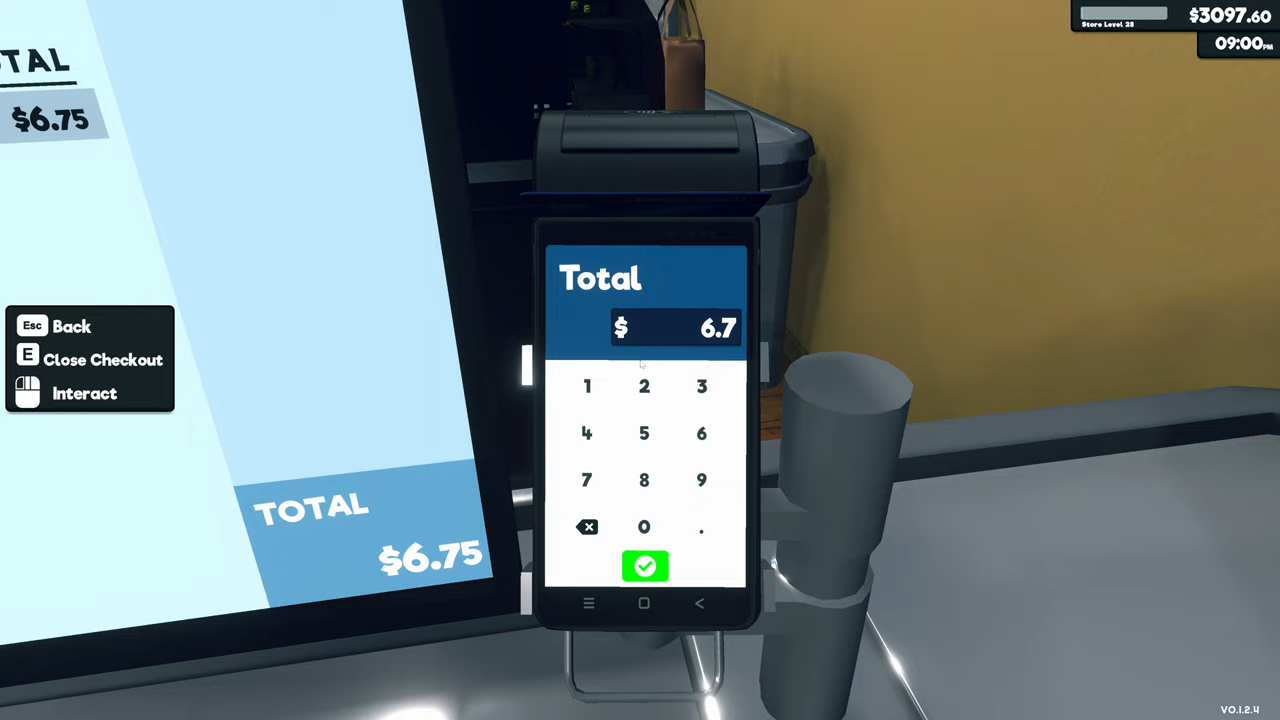 $3097.60
Store Level 28
09:00PM
OTAL
$6.75
Total
$ 6.7
Esc Back
E Close Checkout
Interact
1 2 3
4 5 6
7 8 9
0 .
TOTAL
$6.75
V0.1.2.4